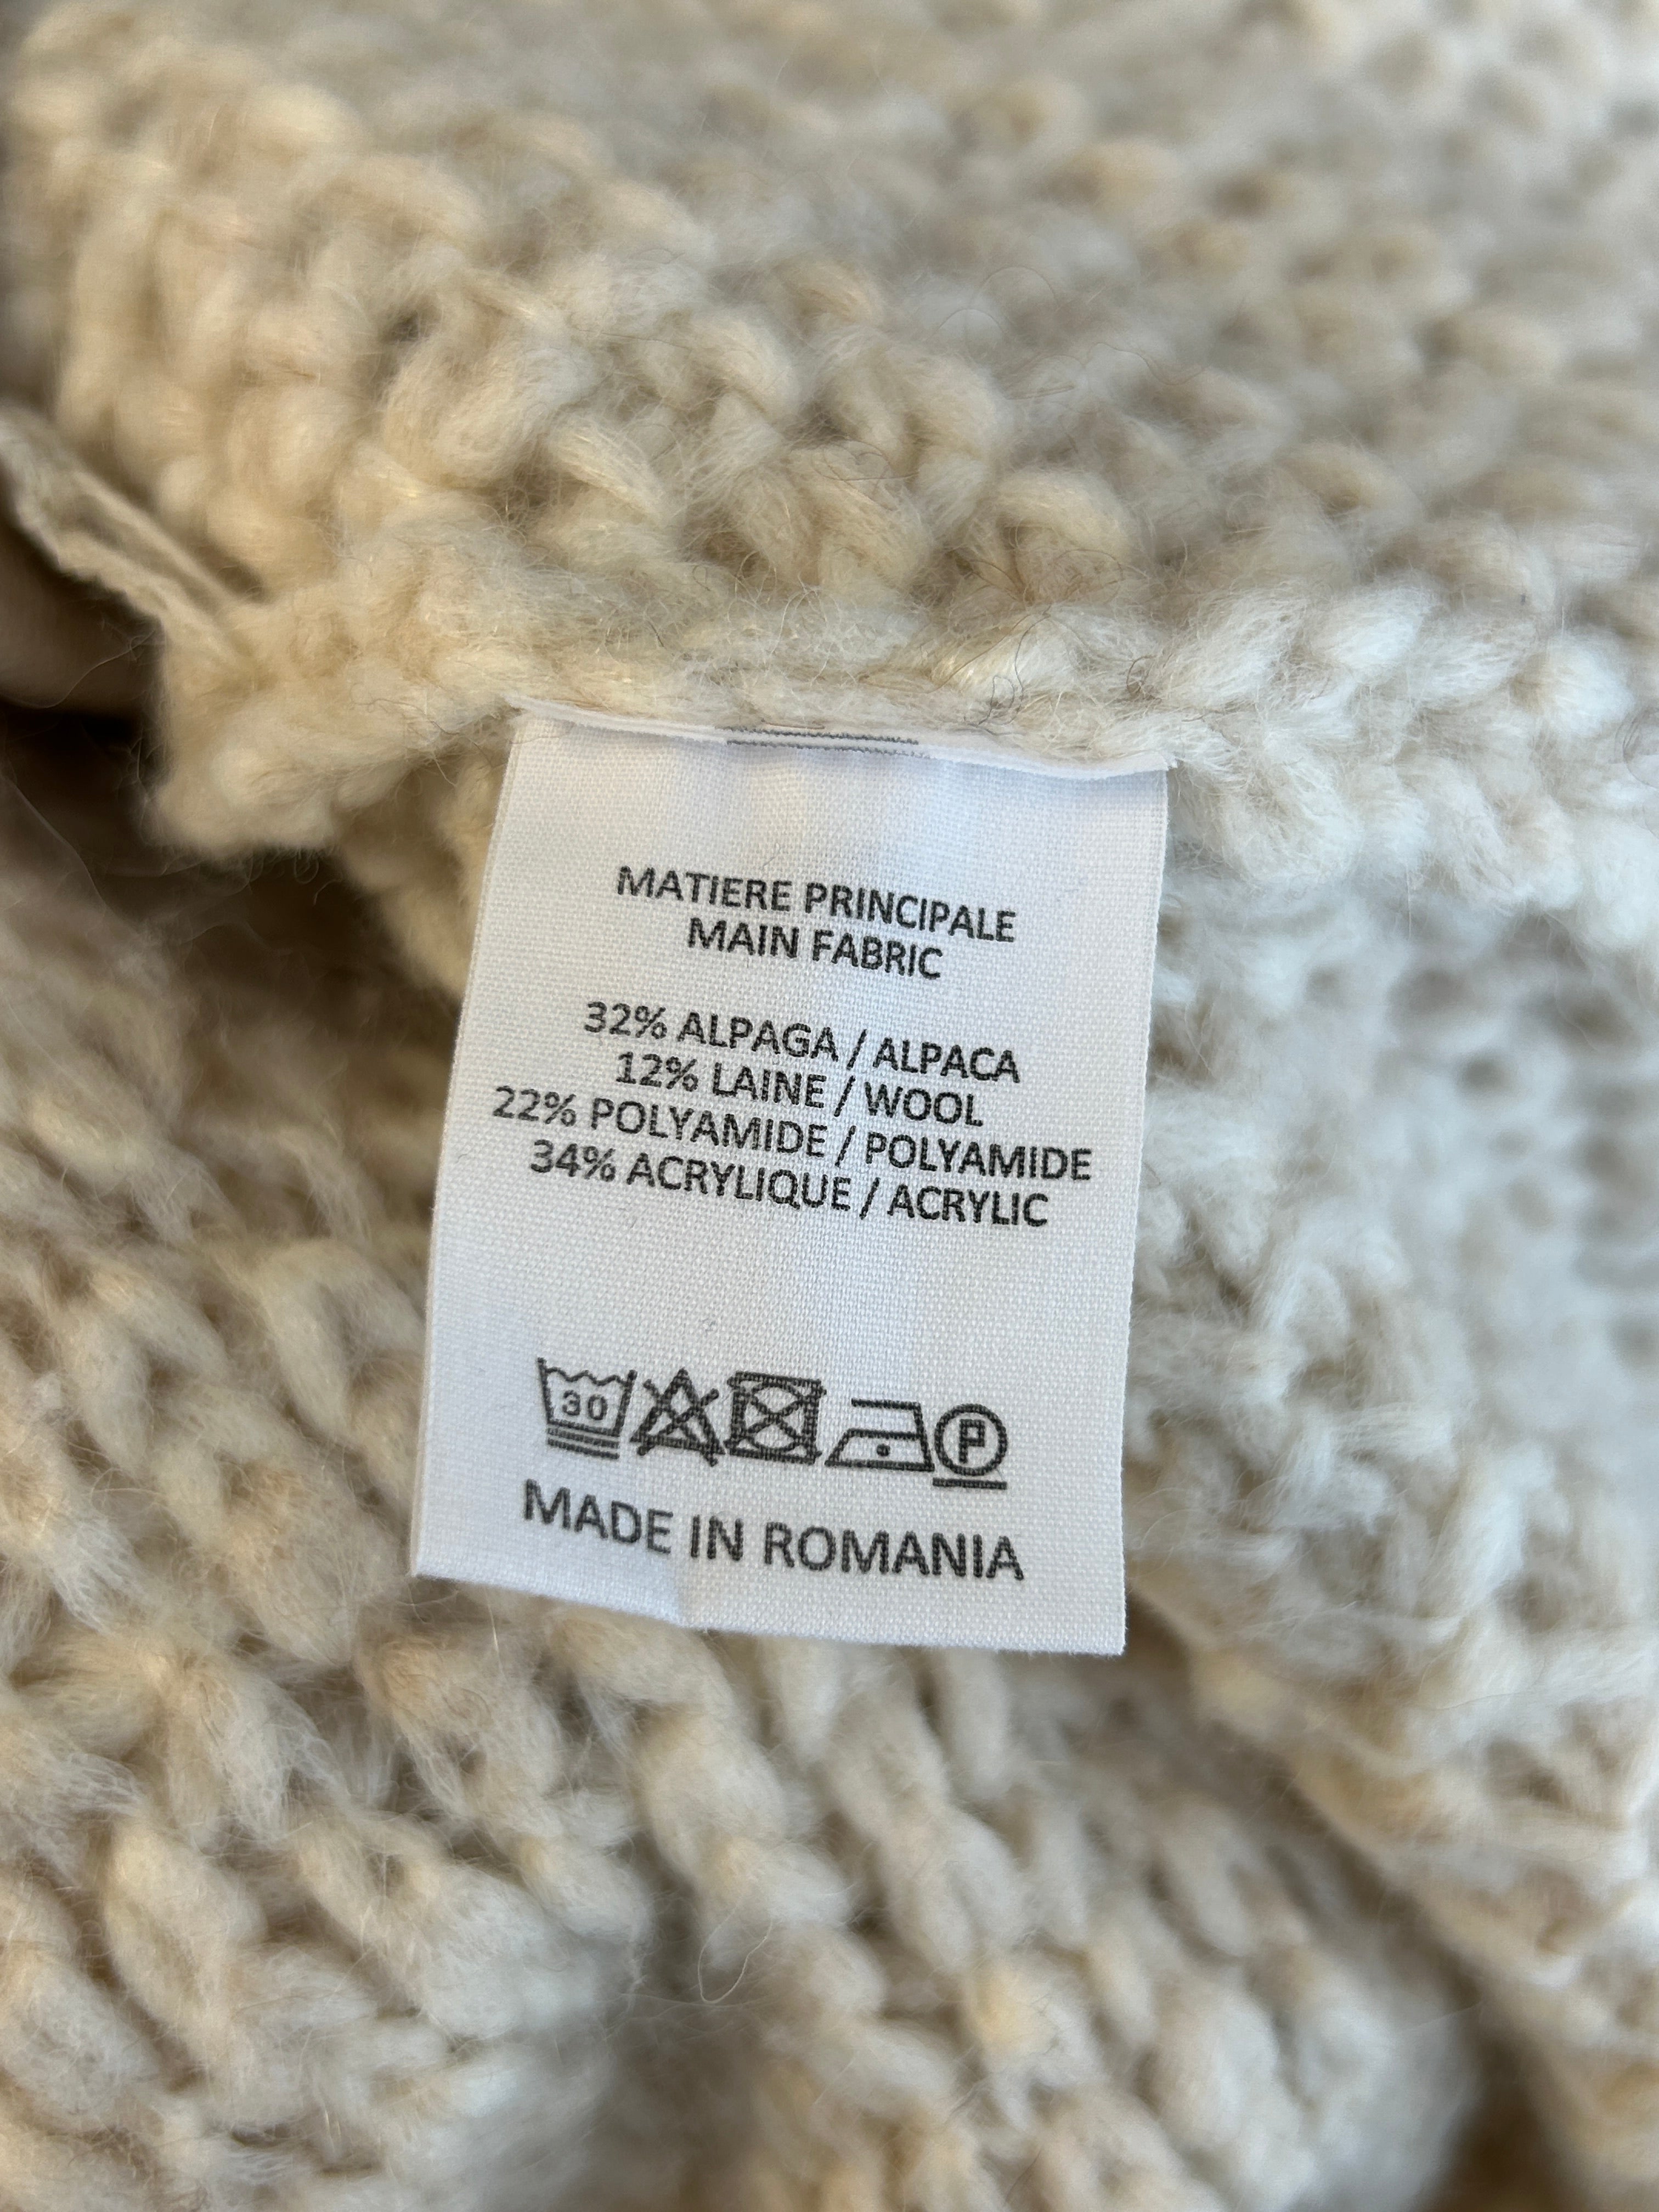 MATIERE PRINCIPALE
MAIN FABRIC
32% ALPAGA / ALPACA
12% LAINE / WOOL
22% POLYAMIDE / POLYAMIDE
34% ACRYLIQUE / ACRYLIC
30 P
MADE IN ROMANIA